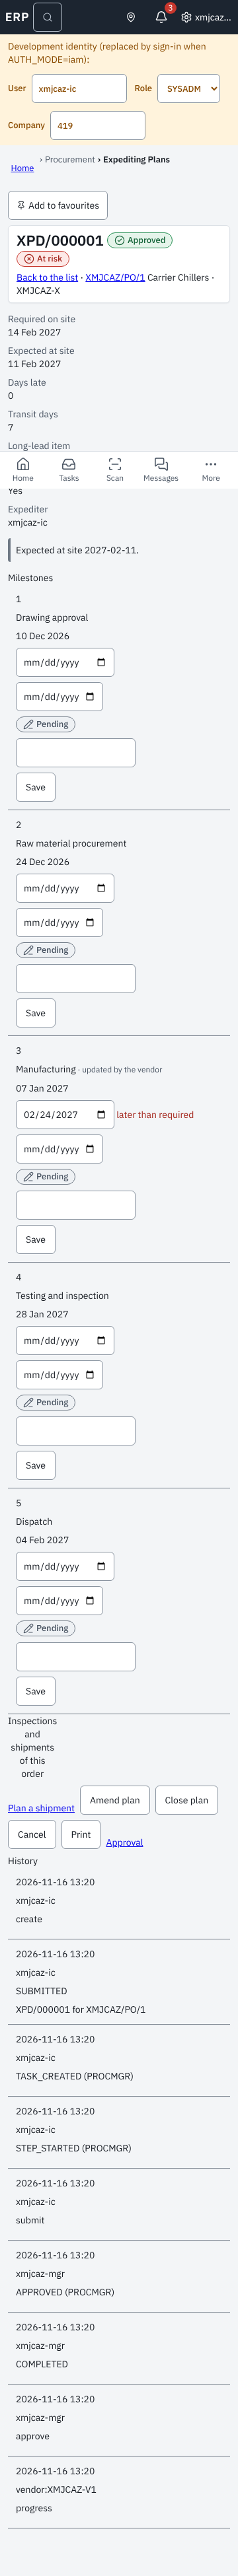 ERP
3
xmjcaz...
Development identity (replaced by sign-in when
AUTH_MODE=iam):
User xmjcaz-ic Role SYSADM
Company 419
Home › Procurement › Expediting Plans
Add to favourites
XPD/000001 Approved
At risk
Back to the list · XMJCAZ/PO/1 Carrier Chillers ·
XMJCAZ-X
Required on site
14 Feb 2027
Expected at site
11 Feb 2027
Days late
0
Transit days
7
Long-lead item
Home Tasks Scan Messages More
Yes
Expediter
xmjcaz-ic
Expected at site 2027-02-11.
Milestones
1
Drawing approval
10 Dec 2026
mm/dd/yyyy
mm/dd/yyyy
Pending
Save
2
Raw material procurement
24 Dec 2026
mm/dd/yyyy
mm/dd/yyyy
Pending
Save
3
Manufacturing · updated by the vendor
07 Jan 2027
02/24/2027 later than required
mm/dd/yyyy
Pending
Save
4
Testing and inspection
28 Jan 2027
mm/dd/yyyy
mm/dd/yyyy
Pending
Save
5
Dispatch
04 Feb 2027
mm/dd/yyyy
mm/dd/yyyy
Pending
Save
Inspections
and
shipments
of this
order
Plan a shipment Amend plan Close plan
Cancel Print Approval
History
2026-11-16 13:20
xmjcaz-ic
create
2026-11-16 13:20
xmjcaz-ic
SUBMITTED
XPD/000001 for XMJCAZ/PO/1
2026-11-16 13:20
xmjcaz-ic
TASK_CREATED (PROCMGR)
2026-11-16 13:20
xmjcaz-ic
STEP_STARTED (PROCMGR)
2026-11-16 13:20
xmjcaz-ic
submit
2026-11-16 13:20
xmjcaz-mgr
APPROVED (PROCMGR)
2026-11-16 13:20
xmjcaz-mgr
COMPLETED
2026-11-16 13:20
xmjcaz-mgr
approve
2026-11-16 13:20
vendor:XMJCAZ-V1
progress